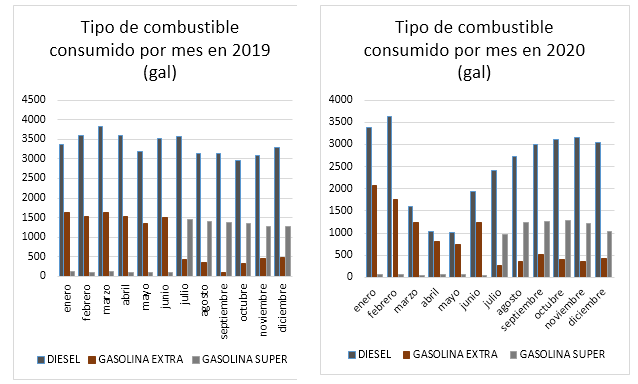 Tipo de combustible
consumido por mes en 2019
(gal)
4500
4000
3500
3000
2500
2000
1500
1000
500
0
enero
febrero
marzo
abril
mayo
junio
julio
agosto
septiembre
octubre
noviembre
diciembre
DIESEL GASOLINA EXTRA GASOLINA SUPER
Tipo de combustible
consumido por mes en 2020
(gal)
4000
3500
3000
2500
2000
1500
1000
500
0
enero
febrero
marzo
abril
mayo
junio
julio
agosto
septiembre
octubre
noviembre
diciembre
DIESEL GASOLINA EXTRA GASOLINA SUPER